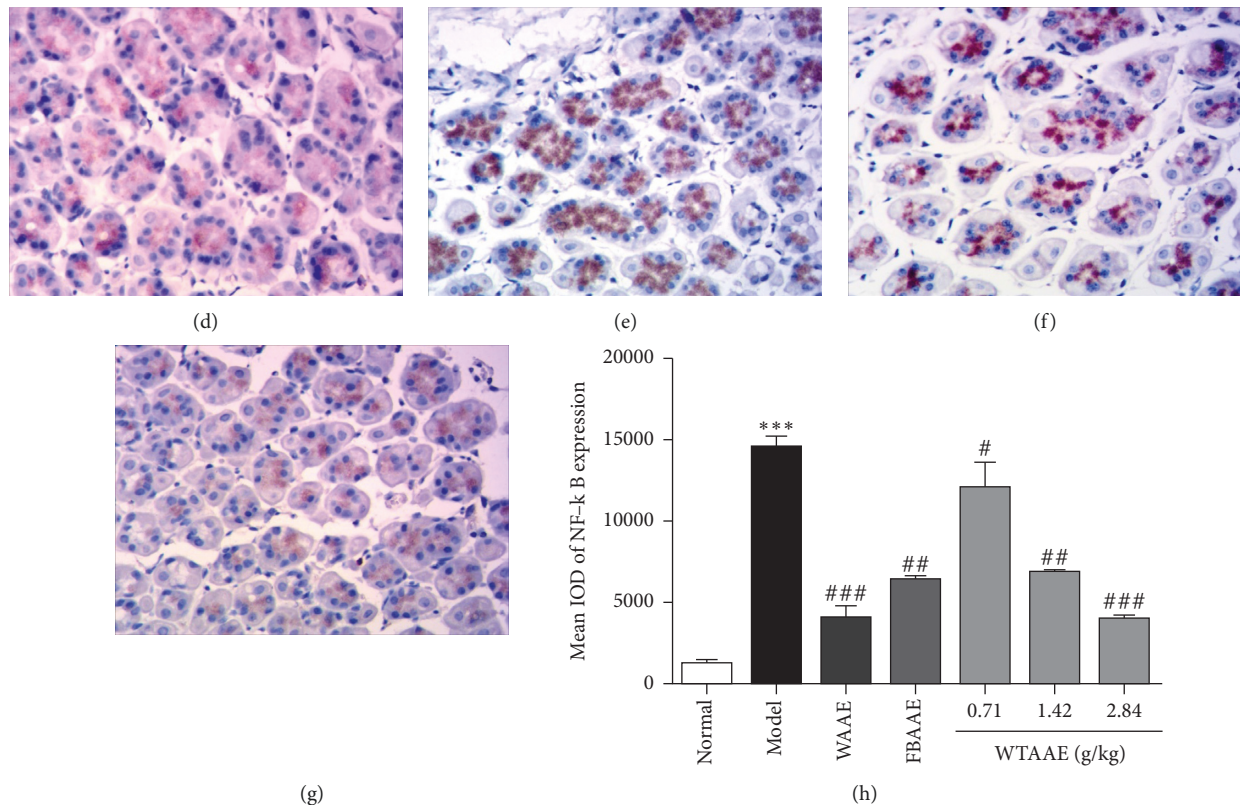 (d)
(e)
(f)
(g)
Mean IOD of NF–k B expression
20000
15000
10000
5000
0
***
###
##
#
##
###
Normal
Model
WAAE
FBAAE
0.71
1.42
2.84
WTAAE (g/kg)
(h)